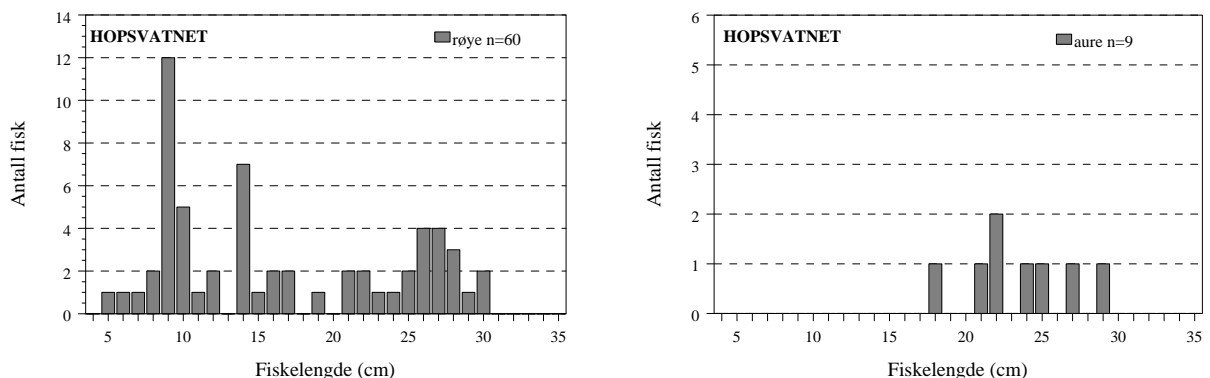 HOPSVATNET
røye n=60
14
12
10
8
6
4
2
0
Antall fisk
5 10 15 20 25 30 35
Fiskelengde (cm)
HOPSVATNET
aure n=9
6
5
4
3
2
1
0
Antall fisk
5 10 15 20 25 30 35
Fiskelengde (cm)